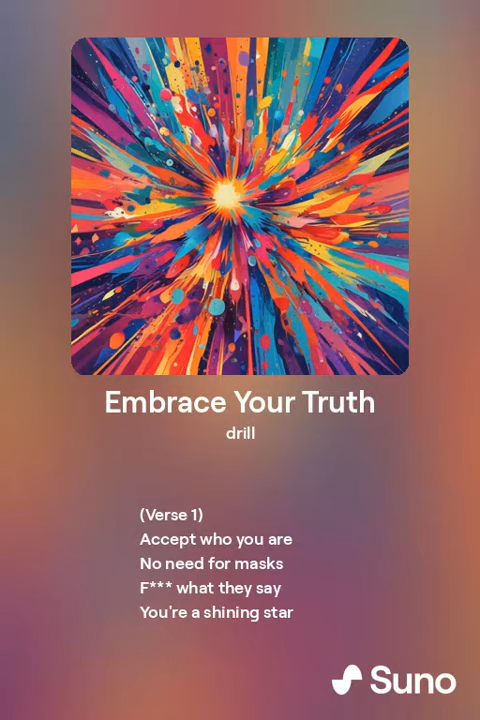 Embrace Your Truth
drill
(Verse 1)
Accept who you are
No need for masks
F*** what they say
You're a shining star
Suno